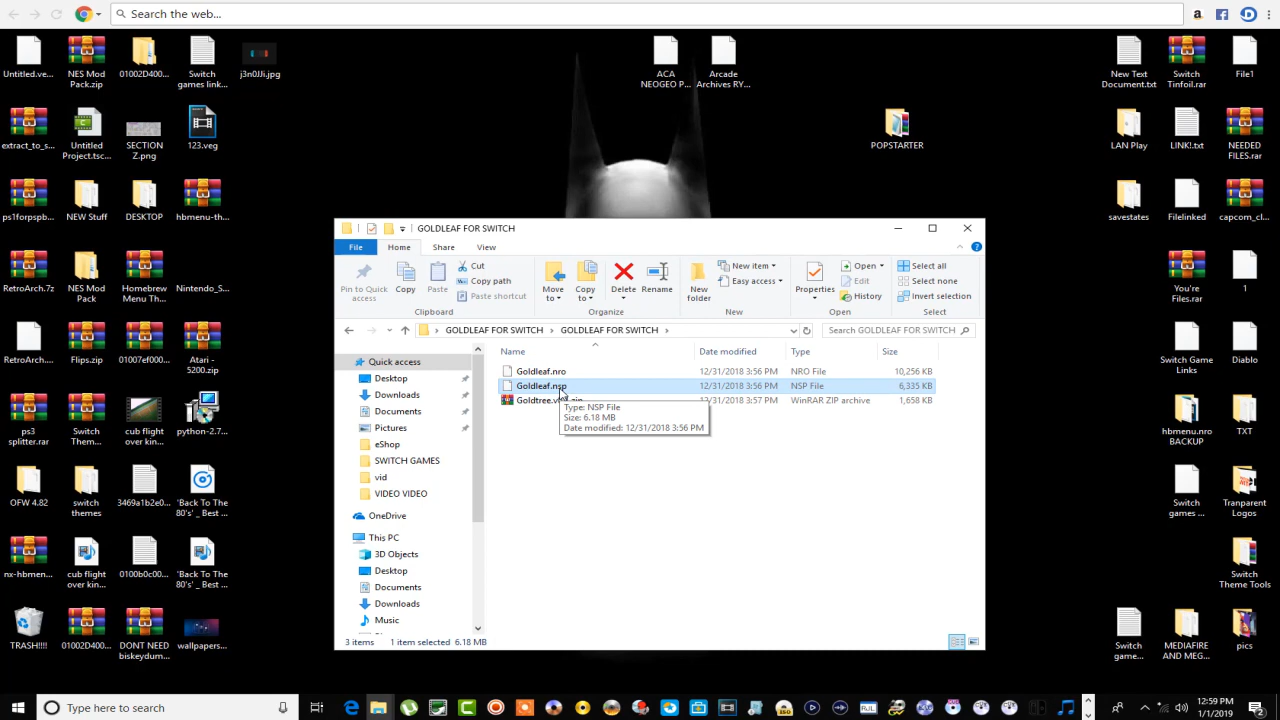 Search the web...
Untitled.ve...
NES Mod
Pack.zip
01002D400...
Switch
games link...
j3n0JJi.jpg
ACA
NEOGEO P...
Arcade
Archives RY...
New Text
Document.txt
Switch
Tinfoil.rar
File1
extract_to_s...
Untitled
Project.tsc...
SECTION
Z.png
123.veg
POPSTARTER
LAN Play
LINK!.txt
NEEDED
FILES.rar
ps1forpspb...
NEW Stuff
DESKTOP
hbmenu-th...
savestates
Filelinked
capcom_cl...
RetroArch.7z
NES Mod
Pack
Homebrew
Menu Th...
Nintendo_S...
You're
Files.rar
1
RetroArch...
Flips.zip
01007ef000...
Atari -
5200.zip
Switch Game
Links
Diablo
ps3
splitter.rar
Switch
Them...
cub flight
over kin...
python-2.7...
hbmenu.nro
BACKUP
TXT
OFW 4.82
switch
themes
3469a1b2e0...
'Back To The
80's'_ Best ...
Switch
games ...
Tranparent
Logos
nx-hbmen...
cub flight
over kin...
0100b0c00...
'Back To The
80's'_ Best ...
Switch
Theme Tools
TRASH!!!!
01002D400...
DONT NEED
biskeydum...
wallpapers...
Switch
game...
MEDIAFIRE
AND MEG...
pics
GOLDLEAF FOR SWITCH
File Home Share View
Pin to Quick
access
Copy
Paste
Cut
Copy path
Paste shortcut
Move
to
Copy
to
Delete
Rename
New
folder
New item
Easy access
Properties
Open
Edit
History
Select all
Select none
Invert selection
Clipboard Organize New Open Select
GOLDLEAF FOR SWITCH > GOLDLEAF FOR SWITCH >
Search GOLDLEAF FOR SWITCH
Name Date modified Type Size
Goldleaf.nro 12/31/2018 3:56 PM NRO File 10,256 KB
Goldleaf.nsp 12/31/2018 3:56 PM NSP File 6,335 KB
12/31/2018 3:57 PM WinRAR ZIP archive 1,658 KB
Type: NSP File
Size: 6.18 MB
Date modified: 12/31/2018 3:56 PM
Quick access
Desktop
Downloads
Documents
Pictures
eShop
SWITCH GAMES
vid
VIDEO VIDEO
OneDrive
This PC
3D Objects
Desktop
Documents
Downloads
Music
3 items 1 item selected 6.18 MB
Type here to search
12:59 PM
1/1/2019
2